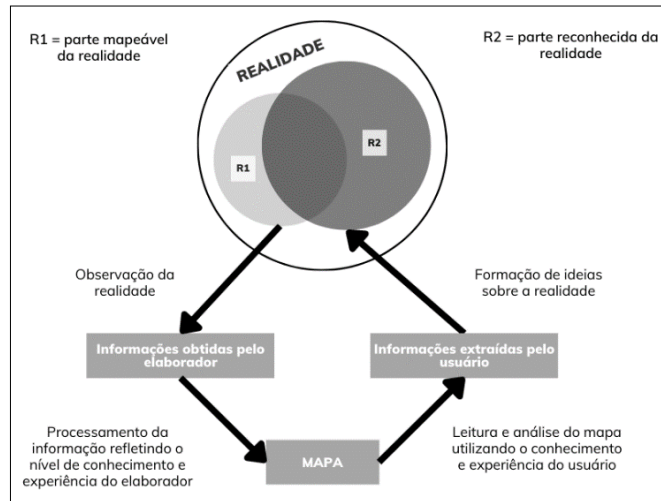 R1 = parte mapeável
da realidade
R2 = parte reconhecida da
realidade
REALIDADE
R1
R2
Observação da
realidade
Formação de ideias
sobre a realidade
Informações obtidas pelo
elaborador
Informações extraídas pelo
usuário
Processamento da
informação refletindo o
nível de conhecimento e
experiência do elaborador
MAPA
Leitura e análise do mapa
utilizando o conhecimento
e experiência do usuário